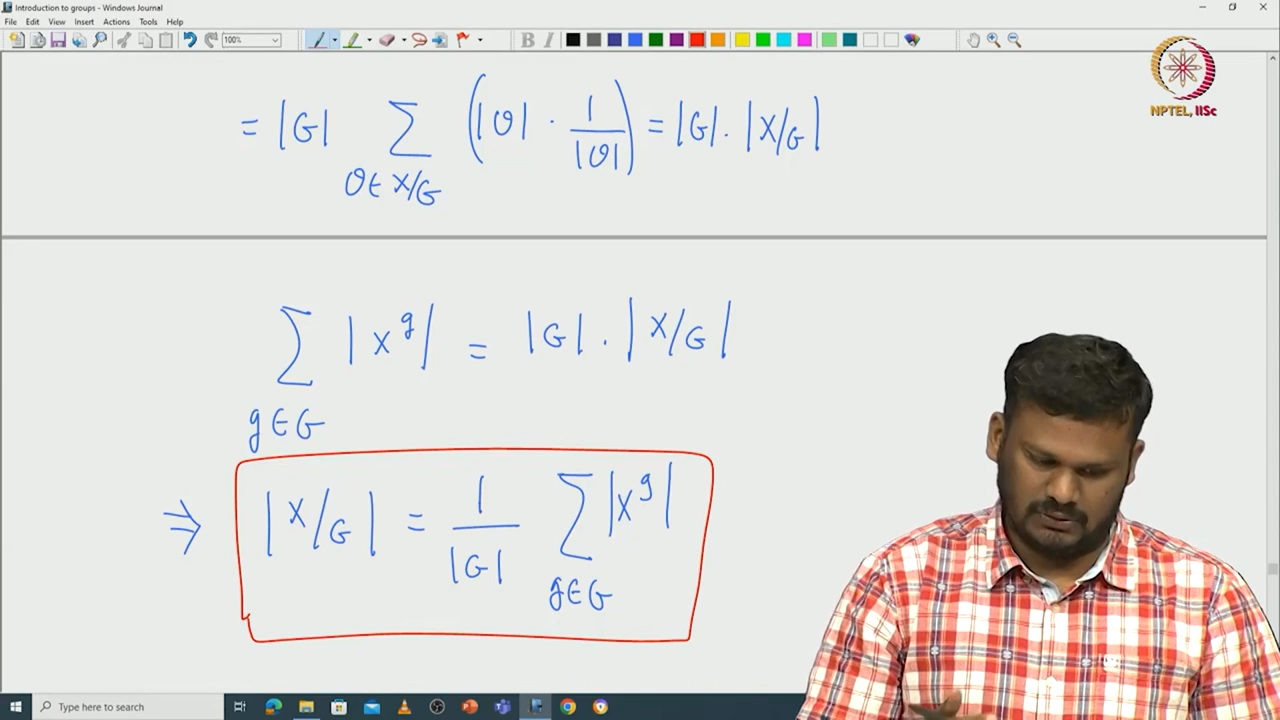 Introduction to groups - Windows Journal
File Edit View Insert Actions Tools Help
100%
B I
NPTEL, IISc
= |G| ∑ (|O| · 1/|O|) = |G| · |X/G|
O∈ X/G
∑ |X^g| = |G| · |X/G|
g∈G
⇒ |X/G| = 1/|G| ∑ |X^g|
g∈G
Type here to search